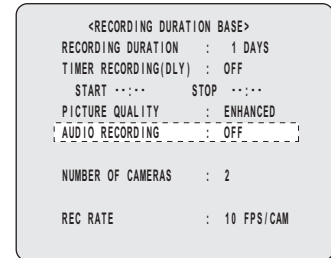 <RECORDING DURATION BASE>
RECORDING DURATION : 1 DAYS
TIMER RECORDING(DLY) : OFF
START --:-- STOP --:--
PICTURE QUALITY : ENHANCED
AUDIO RECORDING : OFF
NUMBER OF CAMERAS : 2
REC RATE : 10 FPS/CAM